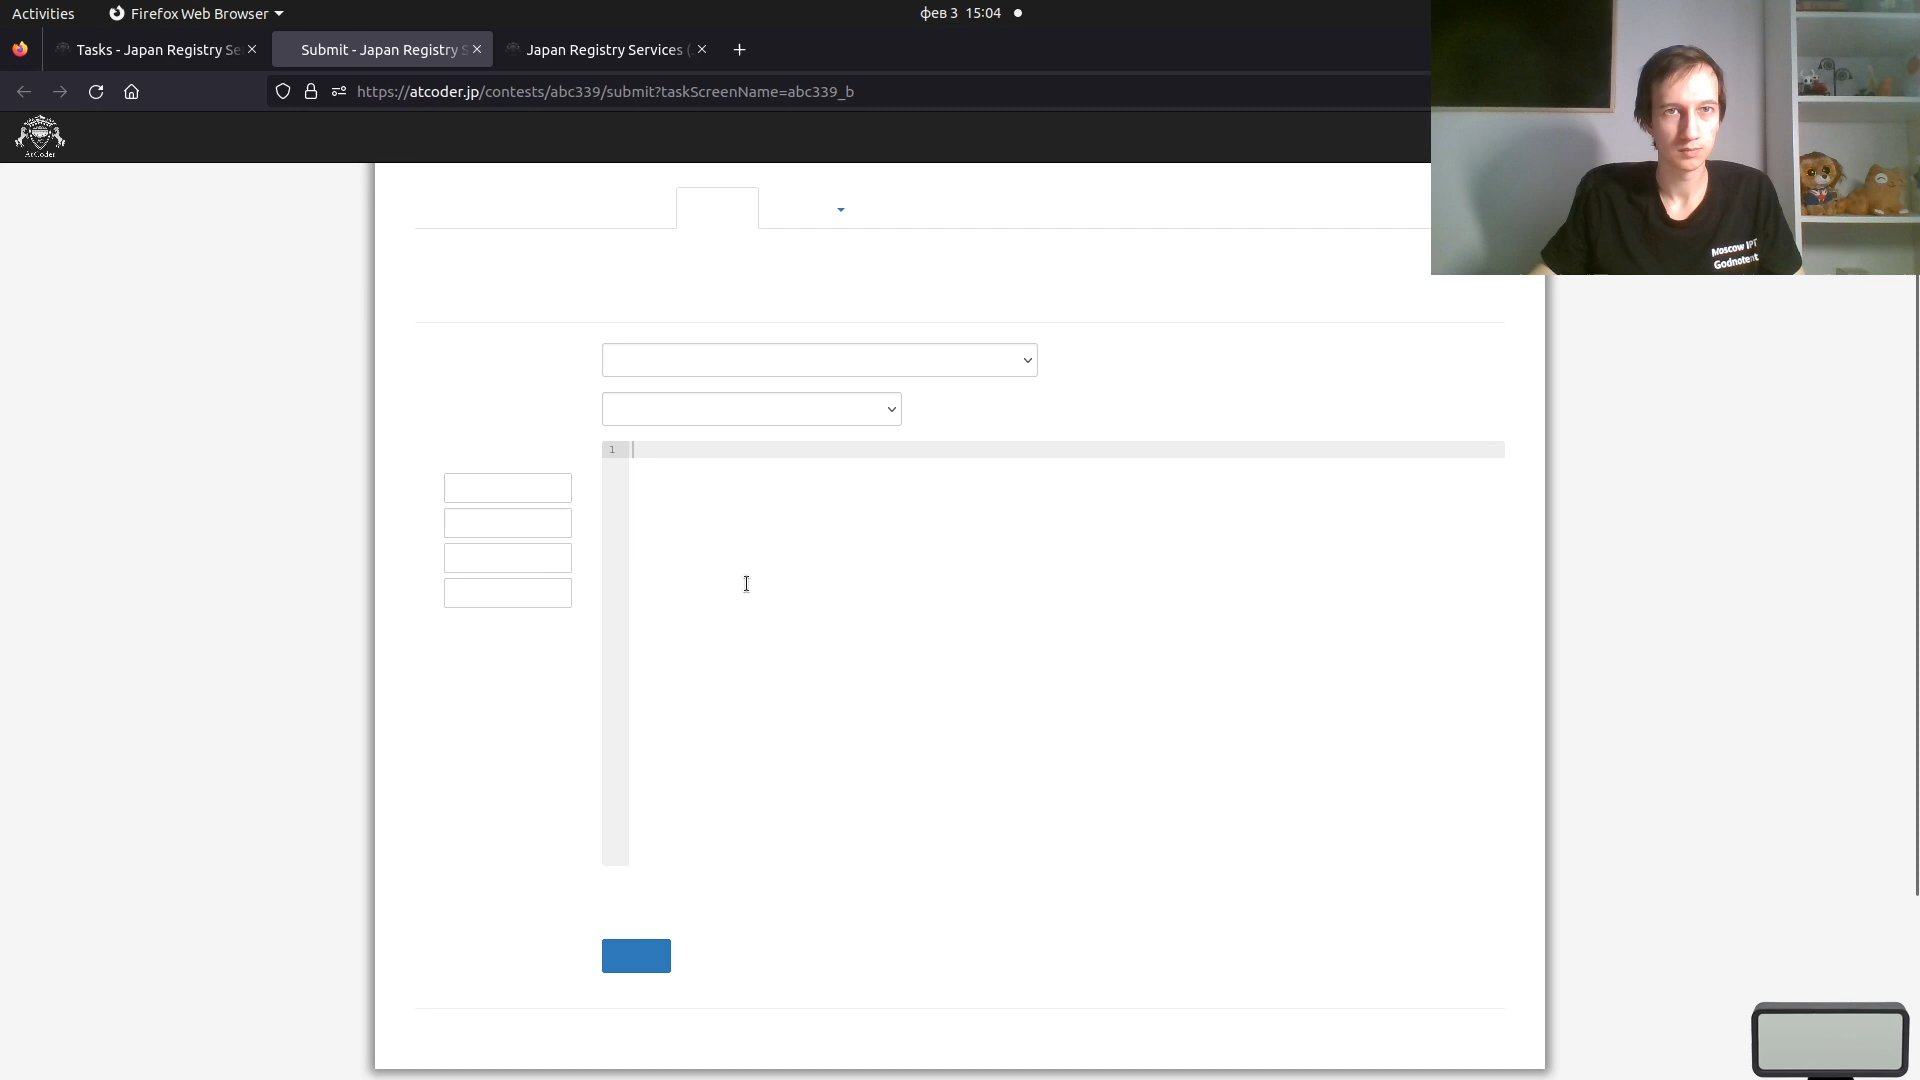 Activities
Firefox Web Browser
фев 3 15:04
Tasks - Japan Registry Se
Submit - Japan Registry S
Japan Registry Services (
https://atcoder.jp/contests/abc339/submit?taskScreenName=abc339_b
AtCoder
1
Moscow IPT
Godnotent